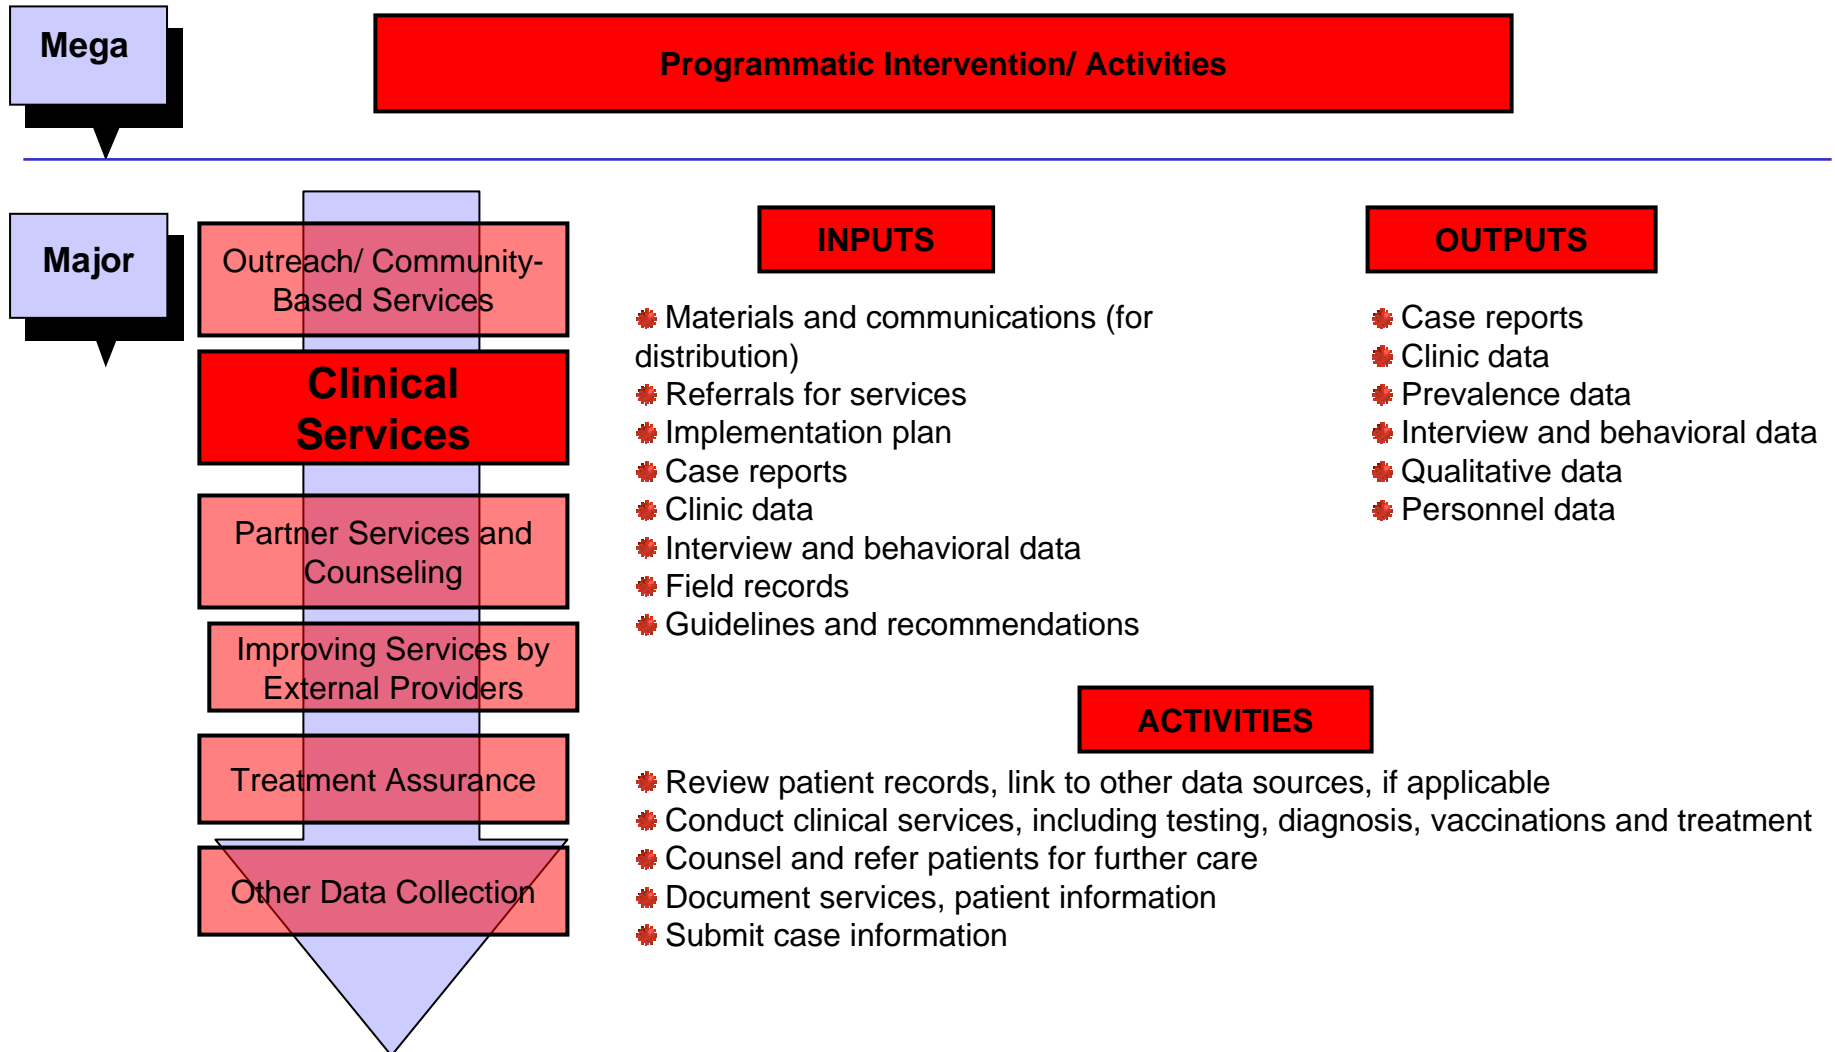 Mega
Programmatic Intervention/ Activities
Major
Outreach/ Community-
Based Services
Clinical
Services
Partner Services and
Counseling
Improving Services by
External Providers
Treatment Assurance
Other Data Collection
INPUTS
Materials and communications (for
distribution)
Referrals for services
Implementation plan
Case reports
Clinic data
Interview and behavioral data
Field records
Guidelines and recommendations
OUTPUTS
Case reports
Clinic data
Prevalence data
Interview and behavioral data
Qualitative data
Personnel data
ACTIVITIES
Review patient records, link to other data sources, if applicable
Conduct clinical services, including testing, diagnosis, vaccinations and treatment
Counsel and refer patients for further care
Document services, patient information
Submit case information